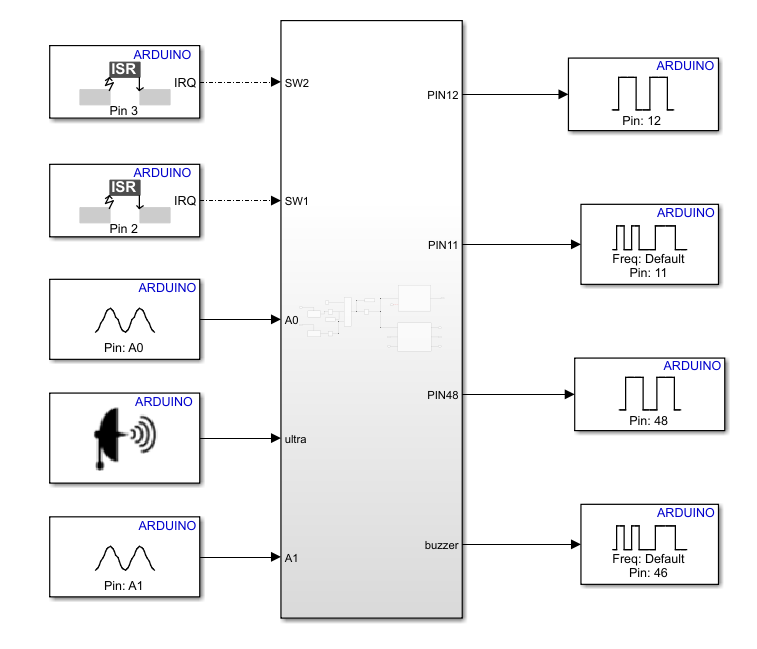 ARDUINO
ISR
IRQ
Pin 3
SW2
ARDUINO
ISR
IRQ
Pin 2
SW1
ARDUINO
Pin: A0
A0
ARDUINO
ultra
ARDUINO
Pin: A1
A1
PIN12
ARDUINO
Pin: 12
PIN11
ARDUINO
Freq: Default
Pin: 11
PIN48
ARDUINO
Pin: 48
buzzer
ARDUINO
Freq: Default
Pin: 46